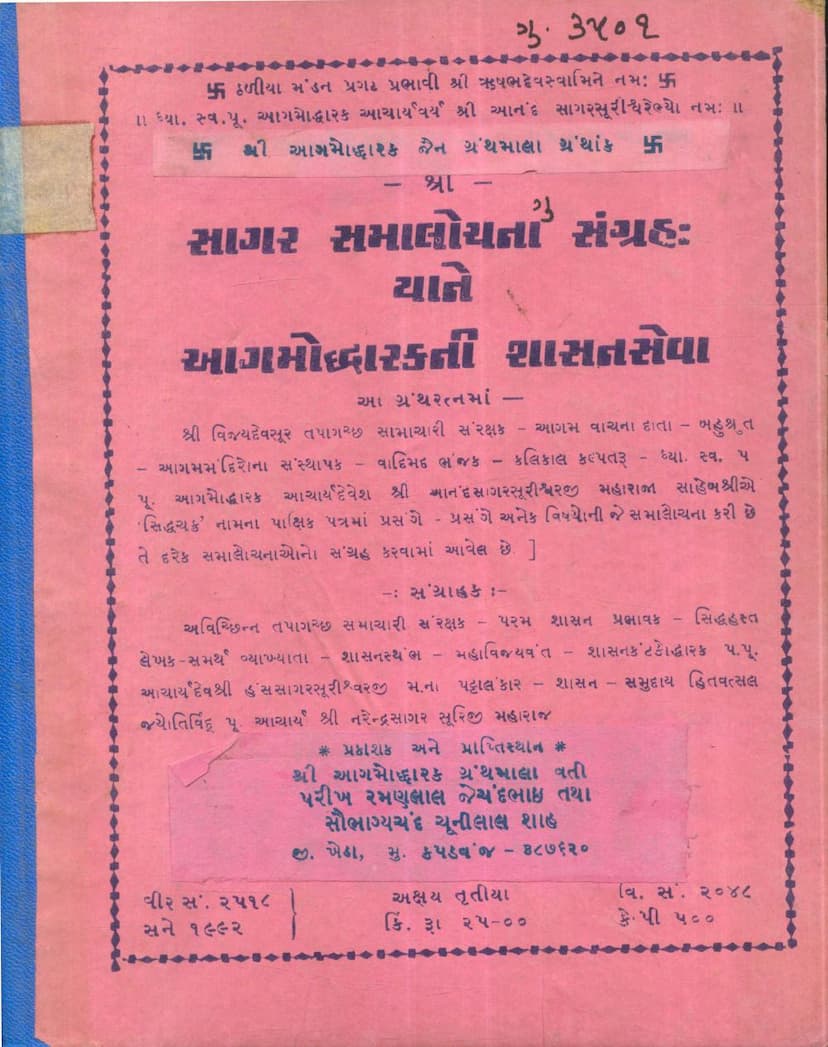 ગુ. ૩૫૦૧
卐 ઠળીયા મંડન પ્રગટ પ્રભાવી શ્રી ઋષભદેવસ્વામિને નમઃ 卐
।। ધ્યા. સ્વ.પૂ. આગમોદ્ધારક આચાર્યવર્ય શ્રી આનંદ સાગરસૂરીશ્વરેભ્યો નમઃ ।।
卐 શ્રી આગમોદ્ધારક જૈન ગ્રંથમાલા ગ્રંથાંક 卐
– શ્રી –
ગુ
સાગર સમાલોચના સંગ્રહઃ
યાને
આગમોદ્ધારકની શાસનસેવા
આ ગ્રંથરત્નમાં —
શ્રી વિજયદેવસૂર તપાગચ્છ સામાચારી સંરક્ષક – આગમ વાચના દાતા – બહુશ્રુત
– આગમમંદિરોના સંસ્થાપક – વાદિમદ ભંજક – કલિકાલ કલ્પતરૂ – ધ્યા. સ્વ. પ
પૂ. આગમોદ્ધારક આચાર્યદેવેશ શ્રી આનંદસાગરસૂરીશ્વરજી મહારાજા સાહેબશ્રીએ
'સિદ્ધચક્ર' નામના પાક્ષિક પત્રમાં પ્રસંગે - પ્રસંગે અનેક વિષયોની જે સમાલોચના કરી છે
તે દરેક સમાલોચનાઓનો સંગ્રહ કરવામાં આવેલ છે. ]
-ઃ સંગ્રાહક ઃ-
અવિચ્છિન્ન તપાગચ્છ સમાચારી સંરક્ષક – પરમ શાસન પ્રભાવક – સિદ્ધહસ્ત
લેખક-સમર્થ વ્યાખ્યાતા – શાસનસ્થંભ – મહાવિજયવંત – શાસનકંટકોદ્ધારક પ.પૂ.
આચાર્યદેવશ્રી હંસસાગરસૂરીશ્વરજી મ.ના પટ્ટાલંકાર – શાસન – સમુદાય હિતવત્સલ
જ્યોતિર્વિદ્ પૂ. આચાર્ય શ્રી નરેન્દ્રસાગર સૂરિજી મહારાજ
* પ્રકાશક અને પ્રાપ્તિસ્થાન *
શ્રી આગમોદ્ધારક ગ્રંથમાલા વતી
પરીખ રમણલાલ જેચંદભાઇ તથા
સૌભાગ્યચંદ ચૂનીલાલ શાહ
જી. ખેડા, મુ. કપડવંજ – ૩૮૭૬૨૦
વીર સં. ૨૫૧૮ અક્ષય તૃતીયા વિ. સં. ૨૦૪૮
સને ૧૯૯૨ કિં. રૂા ૨૫-૦૦ કોપી ૫૦૦